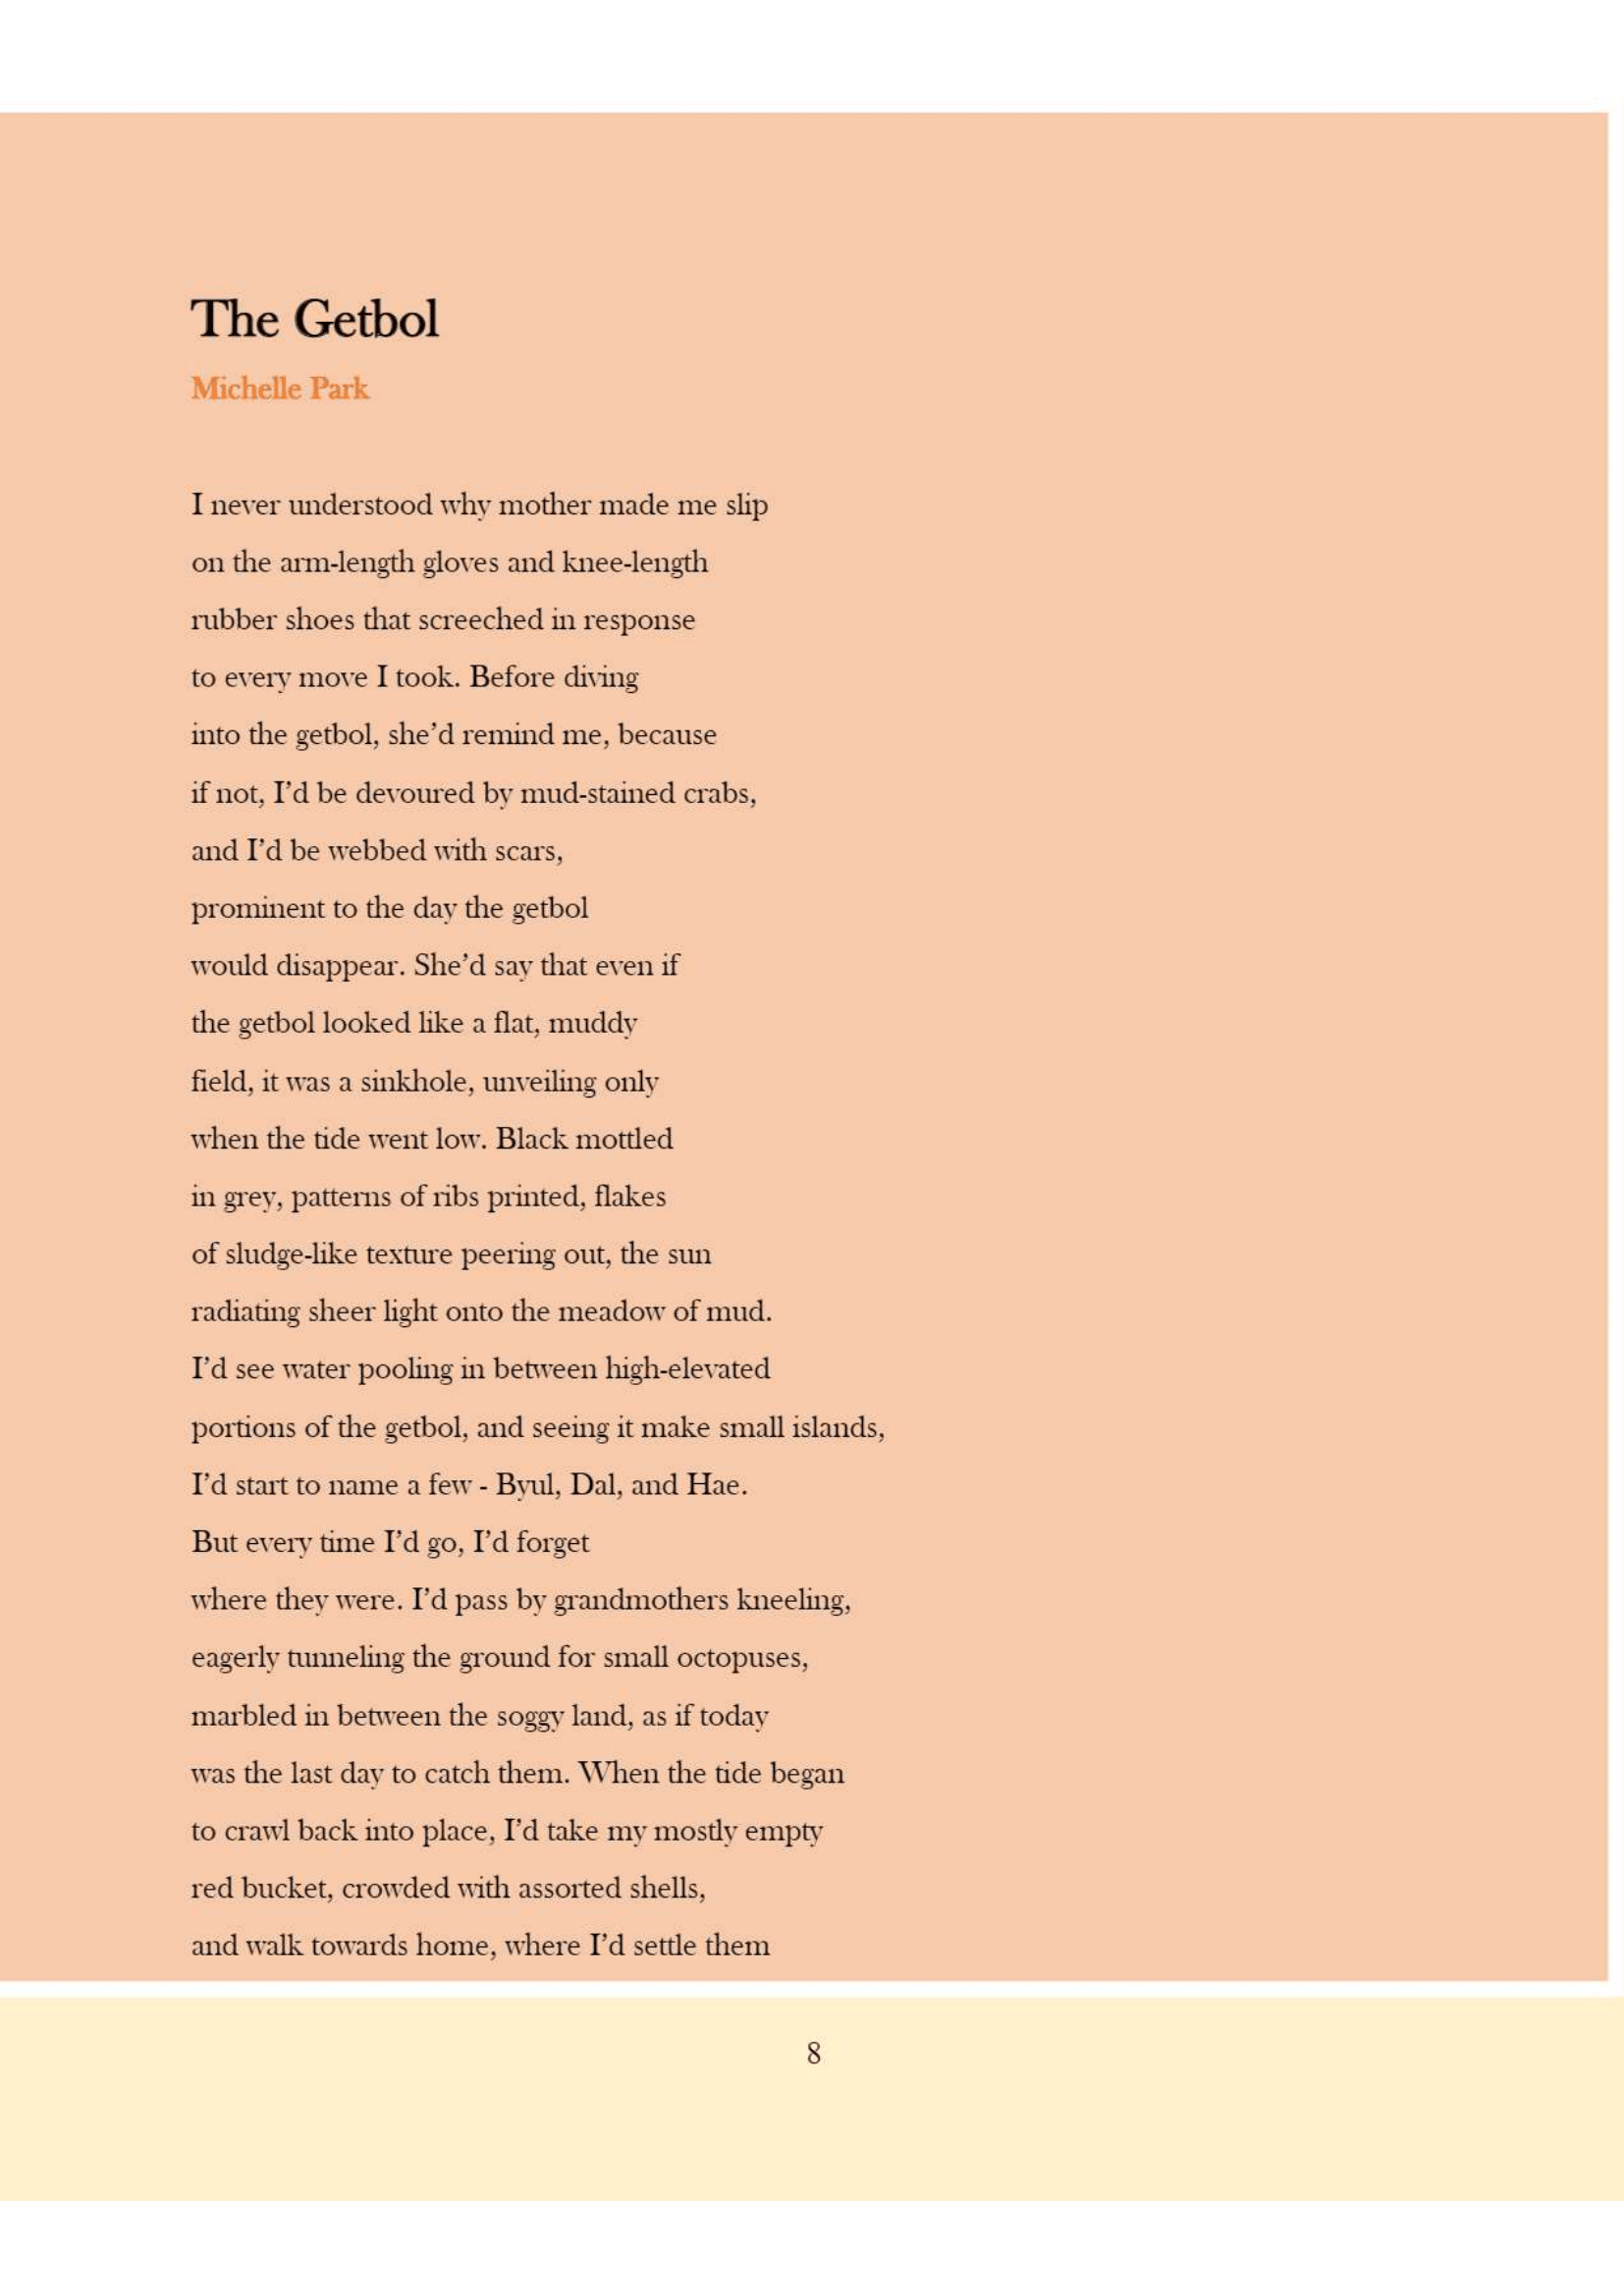 The Getbol
Michelle Park
I never understood why mother made me slip
on the arm-length gloves and knee-length
rubber shoes that screeched in response
to every move I took. Before diving
into the getbol, she’d remind me, because
if not, I’d be devoured by mud-stained crabs,
and I’d be webbed with scars,
prominent to the day the getbol
would disappear. She’d say that even if
the getbol looked like a flat, muddy
field, it was a sinkhole, unveiling only
when the tide went low. Black mottled
in grey, patterns of ribs printed, flakes
of sludge-like texture peering out, the sun
radiating sheer light onto the meadow of mud.
I’d see water pooling in between high-elevated
portions of the getbol, and seeing it make small islands,
I’d start to name a few - Byul, Dal, and Hae.
But every time I’d go, I’d forget
where they were. I’d pass by grandmothers kneeling,
eagerly tunneling the ground for small octopuses,
marbled in between the soggy land, as if today
was the last day to catch them. When the tide began
to crawl back into place, I’d take my mostly empty
red bucket, crowded with assorted shells,
and walk towards home, where I’d settle them
8